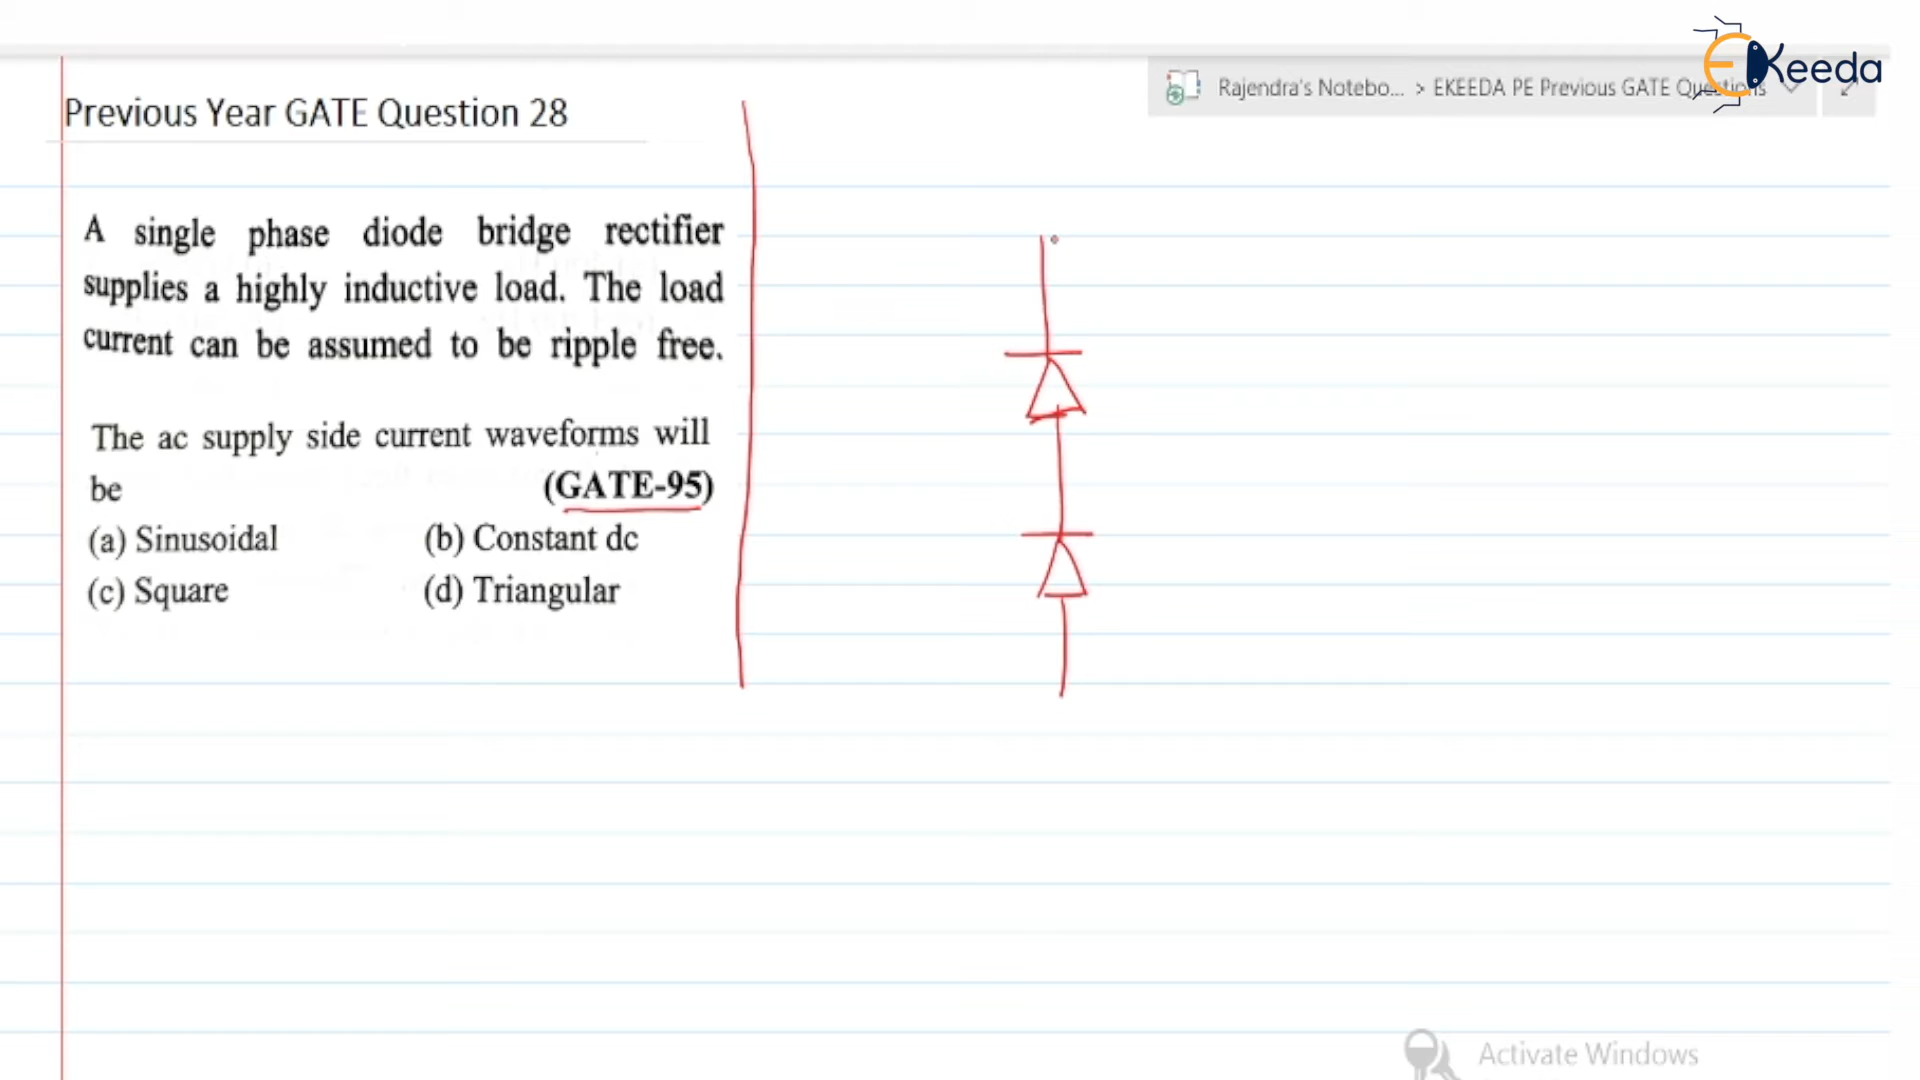 EKeeda
Rajendra's Notebo... > EKEEDA PE Previous GATE Questions
Previous Year GATE Question 28
A single phase diode bridge rectifier
supplies a highly inductive load. The load
current can be assumed to be ripple free.
The ac supply side current waveforms will
be (GATE-95)
(a) Sinusoidal (b) Constant dc
(c) Square (d) Triangular
Activate Windows